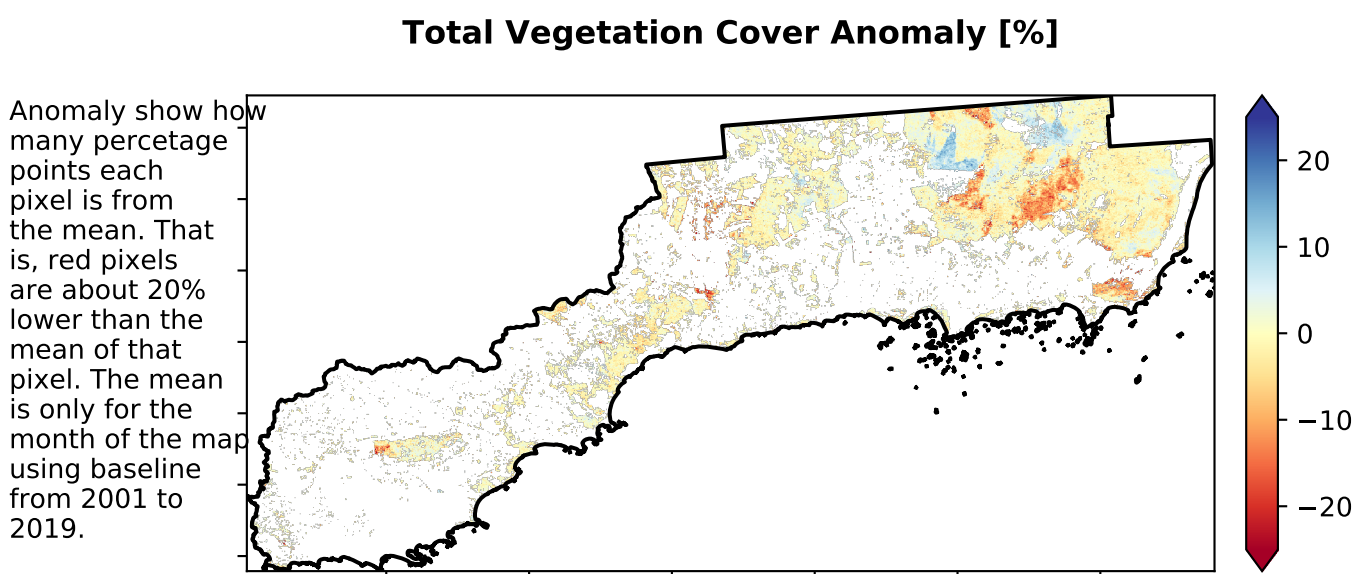 Total Vegetation Cover Anomaly [%]
Anomaly show how
many percetage
points each
pixel is from
the mean. That
is, red pixels
are about 20%
lower than the
mean of that
pixel. The mean
is only for the
month of the map
using baseline
from 2001 to
2019.
20
10
0
−10
−20